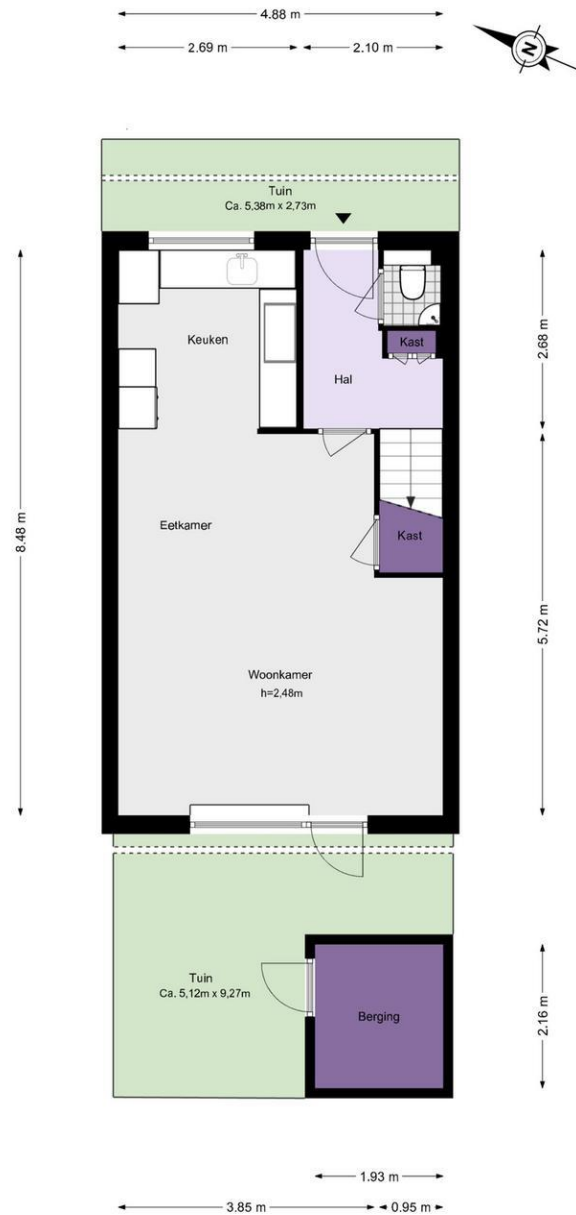 4.88 m
2.69 m
2.10 m
N
Tuin
Ca. 5,38m x 2,73m
Keuken
Kast
Hal
2.68 m
8.48 m
Eetkamer
Kast
5.72 m
Woonkamer
h=2,48m
Tuin
Ca. 5,12m x 9,27m
Berging
2.16 m
1.93 m
3.85 m
0.95 m